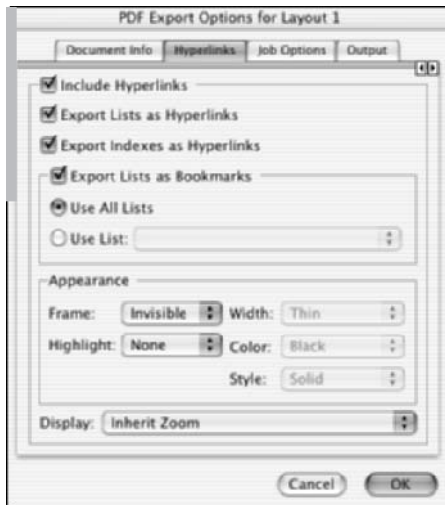 PDF Export Options for Layout 1
Document Info Hyperlinks Job Options Output
Include Hyperlinks
Export Lists as Hyperlinks
Export Indexes as Hyperlinks
Export Lists as Bookmarks
Use All Lists
Use List:
Appearance
Frame: Invisible Width: Thin
Highlight: None Color: Black
Style: Solid
Display: Inherit Zoom
Cancel OK